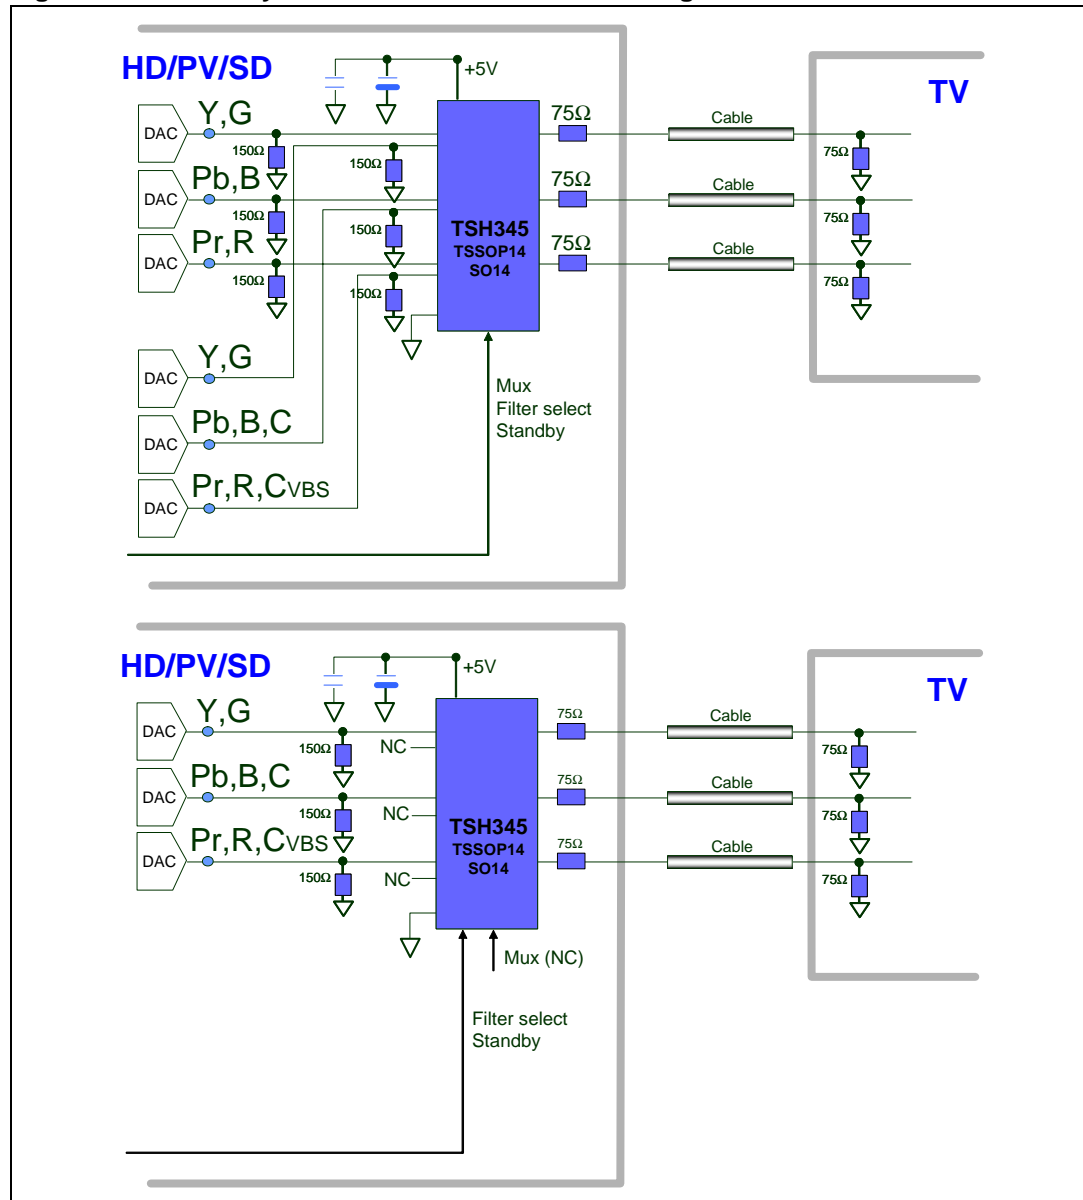 HD/PV/SD
+5V
TV
DAC
Y,G
150Ω
150Ω
75Ω
Cable
75Ω
DAC
Pb,B
150Ω
150Ω
75Ω
Cable
75Ω
DAC
Pr,R
150Ω
150Ω
75Ω
Cable
75Ω
TSH345
TSSOP14
SO14
DAC
Y,G
DAC
Pb,B,C
DAC
Pr,R,CVBS
Mux
Filter select
Standby
HD/PV/SD
+5V
TV
DAC
Y,G
150Ω
NC
75Ω
Cable
75Ω
DAC
Pb,B,C
150Ω
NC
75Ω
Cable
75Ω
DAC
Pr,R,CVBS
150Ω
NC
75Ω
Cable
75Ω
TSH345
TSSOP14
SO14
Mux (NC)
Filter select
Standby